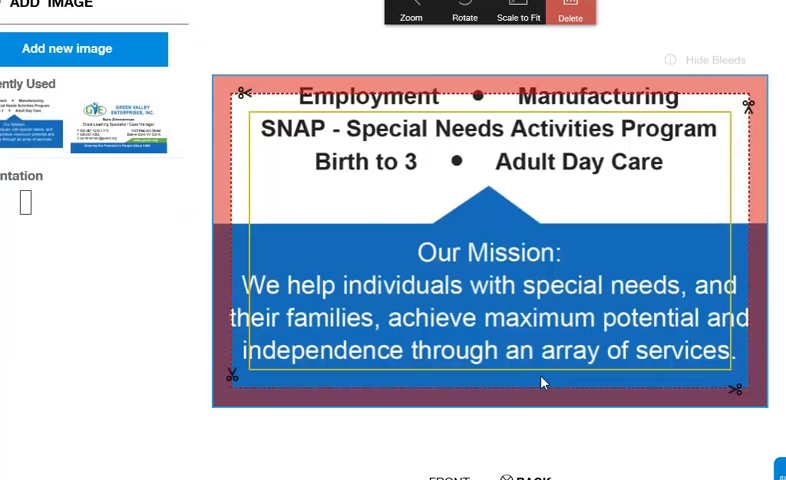 ADD IMAGE
Zoom
Rotate
Scale to Fit
Delete
Add new image
Hide Bleeds
ently Used
Employment • Manufacturing
SNAP - Special Needs Activities Program
Birth to 3 • Adult Day Care
GREEN VALLEY
ENTERPRISES, INC.
ntation
Our Mission:
We help individuals with special needs, and
their families, achieve maximum potential and
independence through an array of services.
FRONT
BACK